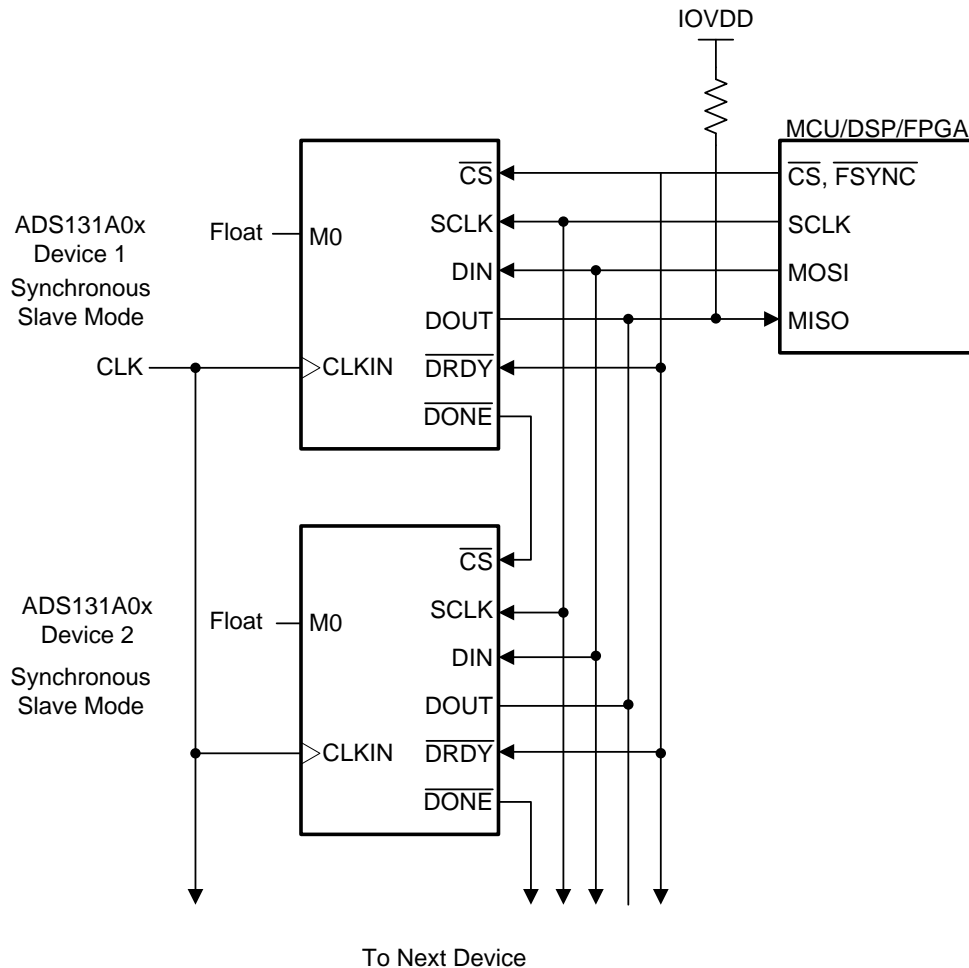 IOVDD
MCU/DSP/FPGA
CS
CS, FSYNC
ADS131A0x
Device 1
Synchronous
Slave Mode
Float
M0
SCLK
SCLK
DIN
MOSI
DOUT
MISO
CLK
CLKIN
DRDY
DONE
ADS131A0x
Device 2
Synchronous
Slave Mode
Float
M0
CS
SCLK
DIN
DOUT
CLKIN
DRDY
DONE
To Next Device